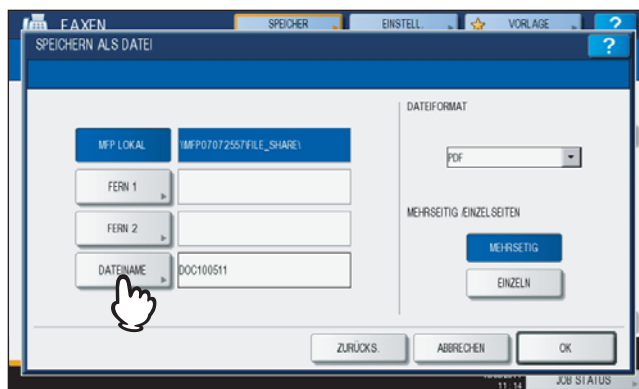 FAXEN
SPEICHER
EINSTELL.
VORLAGE
?
SPEICHERN ALS DATEI
?
DATEIFORMAT
MFP LOKAL
\\MFP07072557\FILE_SHARE\
PDF
FERN 1
MEHRSEITIG /EINZELSEITEN
FERN 2
MEHRSETIG
DATEINAME
DOC100511
EINZELN
ZURÜCKS.
ABBRECHEN
OK
11:14
JOB STATUS